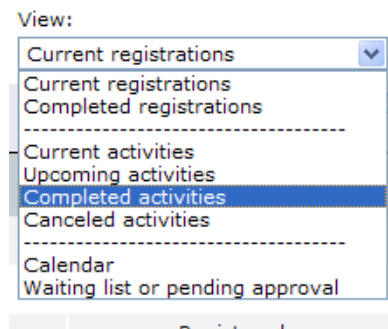 View:
Current registrations
Current registrations
Completed registrations
-------------------------------------
Current activities
Upcoming activities
Completed activities
Canceled activities
-------------------------------------
Calendar
Waiting list or pending approval